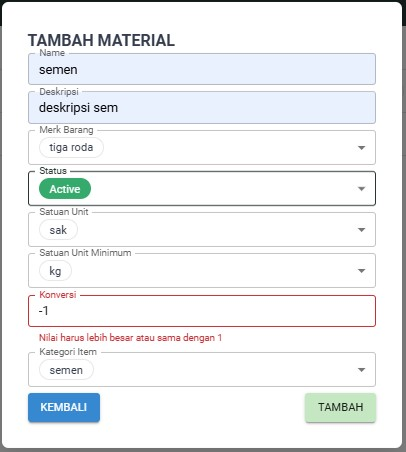 TAMBAH MATERIAL
Name
semen
Deskripsi
deskripsi sem
Merk Barang
tiga roda
Status
Active
Satuan Unit
sak
Satuan Unit Minimum
kg
Konversi
-1
Nilai harus lebih besar atau sama dengan 1
Kategori Item
semen
KEMBALI
TAMBAH